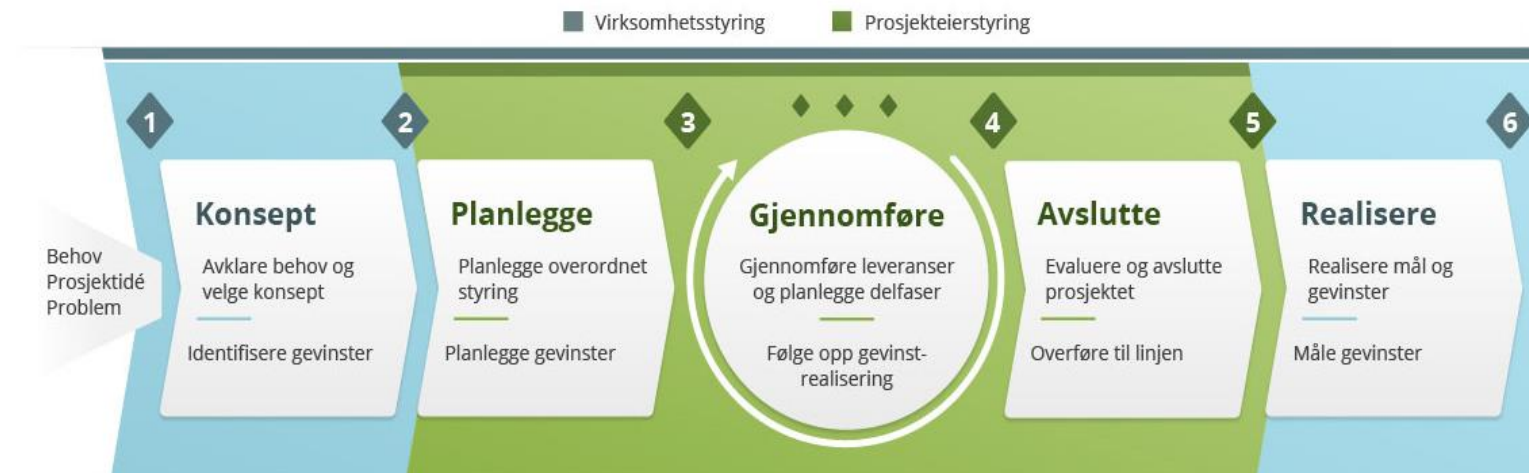 Virksomhetsstyring
Prosjekteierstyring
1
2
3
4
5
6
Behov
Prosjektidé
Problem
Konsept
Avklare behov og
velge konsept
Identifisere gevinster
Planlegge
Planlegge overordnet
styring
Planlegge gevinster
Gjennomføre
Gjennomføre leveranser
og planlegge delfaser
Følge opp gevinst-
realisering
Avslutte
Evaluere og avslutte
prosjektet
Overføre til linjen
Realisere
Realisere mål og
gevinster
Måle gevinster